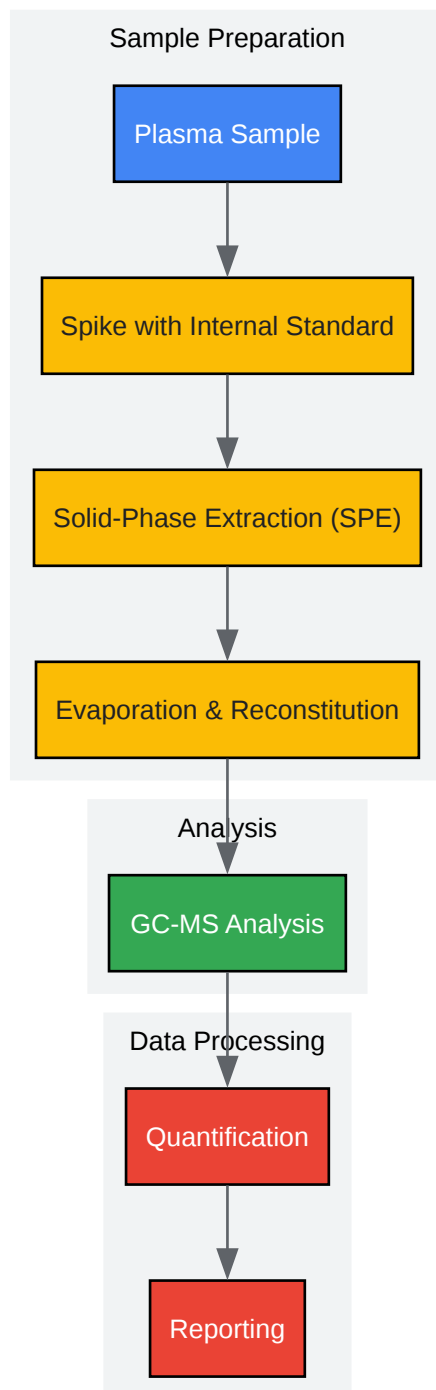 Sample Preparation
Plasma Sample
Spike with Internal Standard
Solid-Phase Extraction (SPE)
Evaporation & Reconstitution
Analysis
GC-MS Analysis
Data Processing
Quantification
Reporting